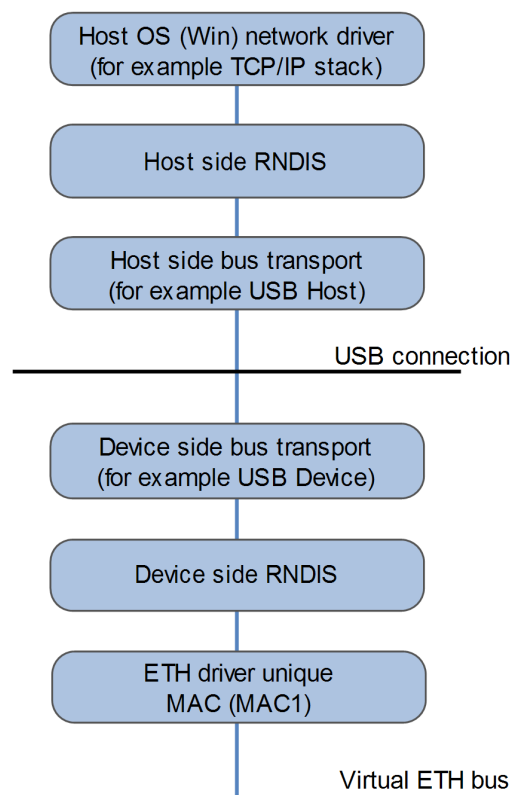 Host OS (Win) network driver
(for example TCP/IP stack)
Host side RNDIS
Host side bus transport
(for example USB Host)
USB connection
Device side bus transport
(for example USB Device)
Device side RNDIS
ETH driver unique
MAC (MAC1)
Virtual ETH bus